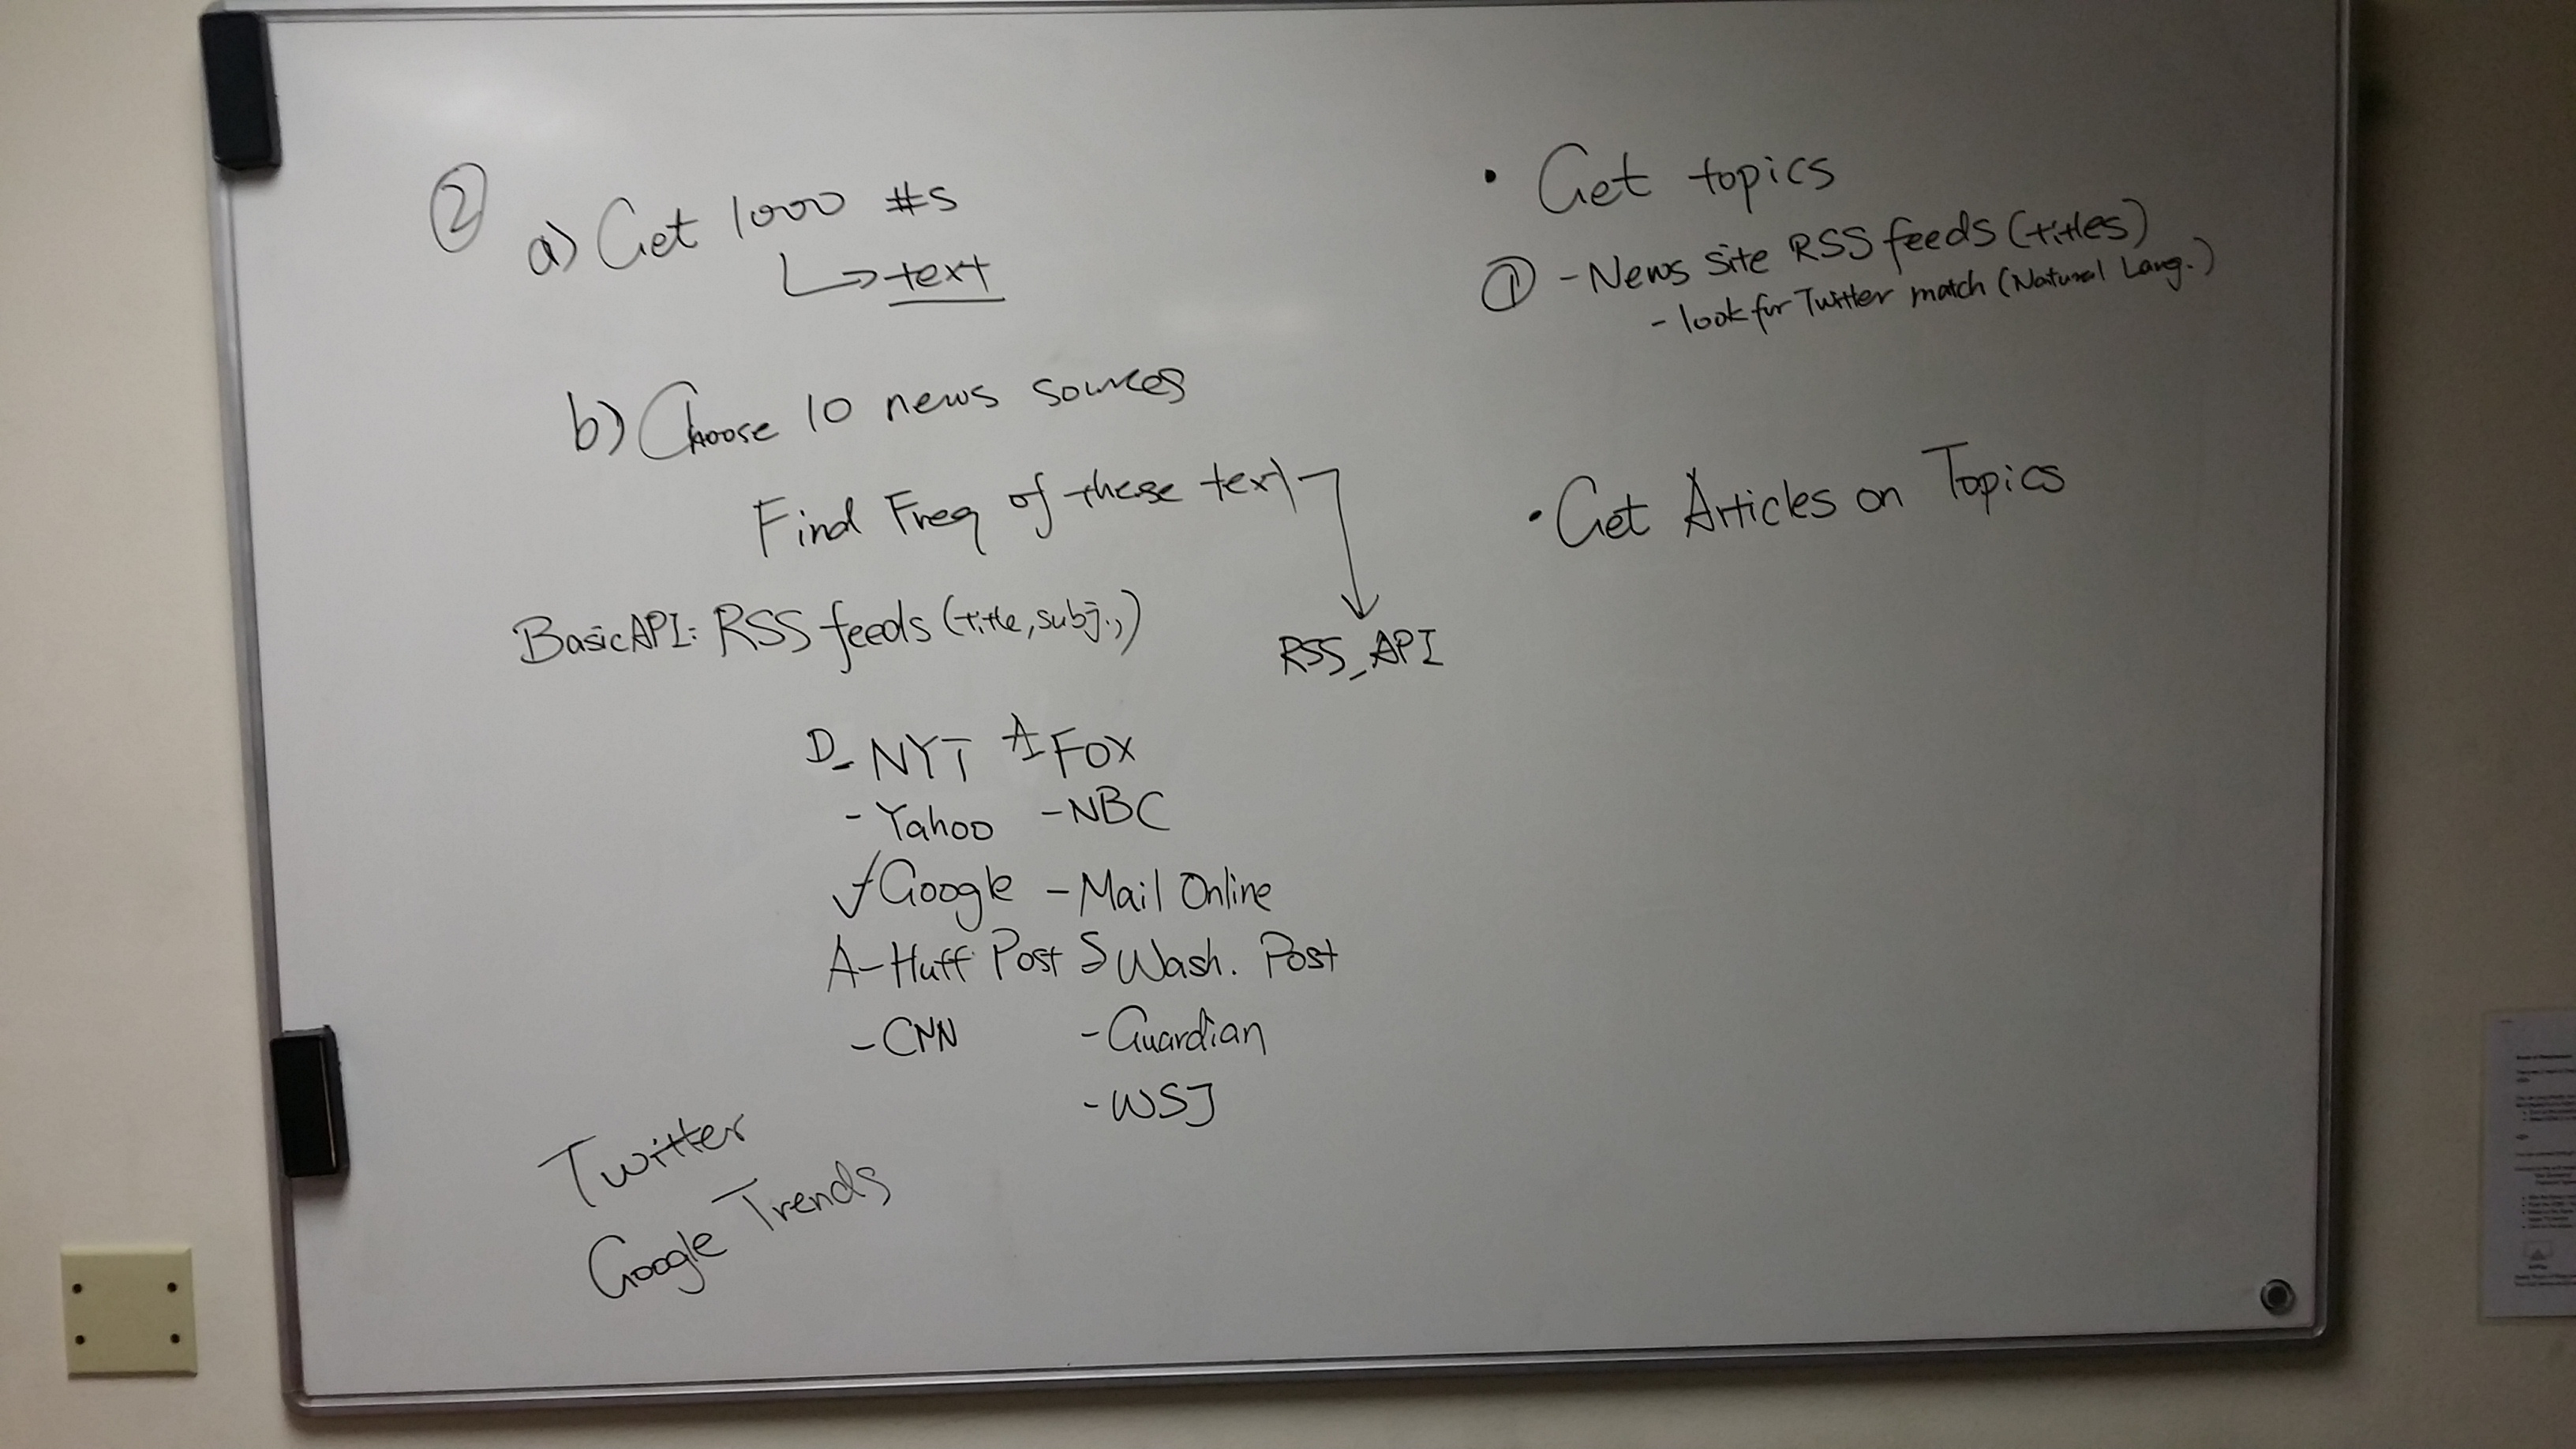 ② a) Get 1000 #s
↳ text
b) Choose 10 news sources
Find Freq of these text
RSS_API
Basic API: RSS feeds (title, subj.,)
D- NYT A- FOX
- Yahoo - NBC
✓ Google - Mail Online
A- Huff Post S Wash. Post
- CNN - Guardian
- WSJ
Twitter
Google Trends
• Get topics
① - News site RSS feeds (titles)
- look for Twitter match (Natural Lang.)
• Get Articles on Topics